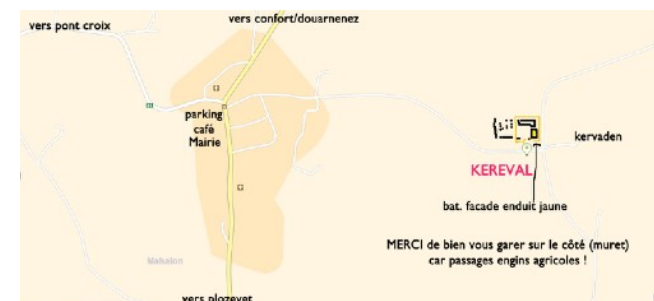 vers confort/douarnenez
vers pont croix
parking
café
Mairie
kervaden
KEREVAL
bat. facade enduit jaune
MERCI de bien vous garer sur le côté (muret)
car passages engins agricoles !
Mahalon
vers plozevet